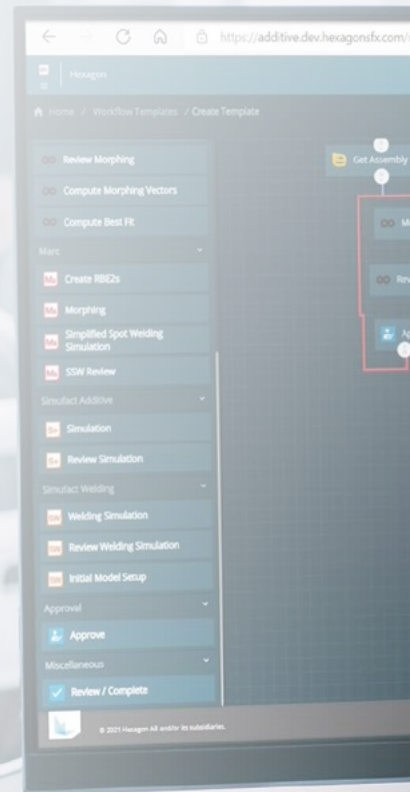 https://additive.dev.hexagonsfx.com/
Hexagon
Home / Workflow Templates / Create Template
Review Morphing
Get Assembly
Compute Morphing Vectors
Compute Best Fit
Marc
Create RBE2s
Morphing
Simplified Spot Welding
Simulation
SSW Review
Simufact Additive
Simulation
Review Simulation
Simufact Welding
Welding Simulation
Review Welding Simulation
Initial Model Setup
Approval
Approve
Miscellaneous
Review / Complete
© 2021 Hexagon AB and/or its subsidiaries.